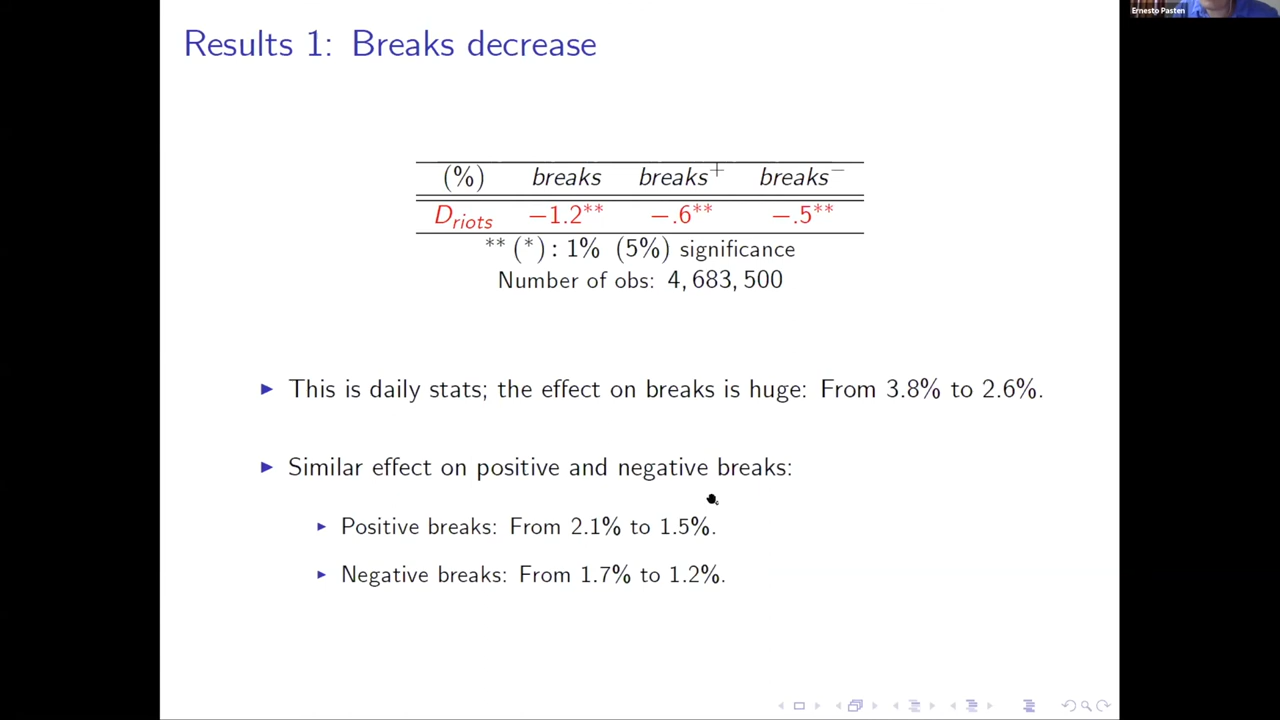 Ernesto Pasten
Results 1: Breaks decrease
(%) breaks breaks⁺ breaks⁻
D_riots −1.2** −.6** −.5**
** (*) : 1% (5%) significance
Number of obs: 4, 683, 500
▶ This is daily stats; the effect on breaks is huge: From 3.8% to 2.6%.
▶ Similar effect on positive and negative breaks:
▶ Positive breaks: From 2.1% to 1.5%.
▶ Negative breaks: From 1.7% to 1.2%.